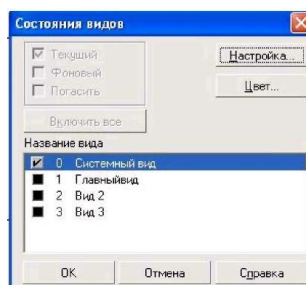 Состояния видов
Текущий
Фоновый
Погасить
Включить все
Настройка...
Цвет...
Название вида
0 Системный вид
1 Главныйвид
2 Вид 2
3 Вид 3
ОК Отмена Справка